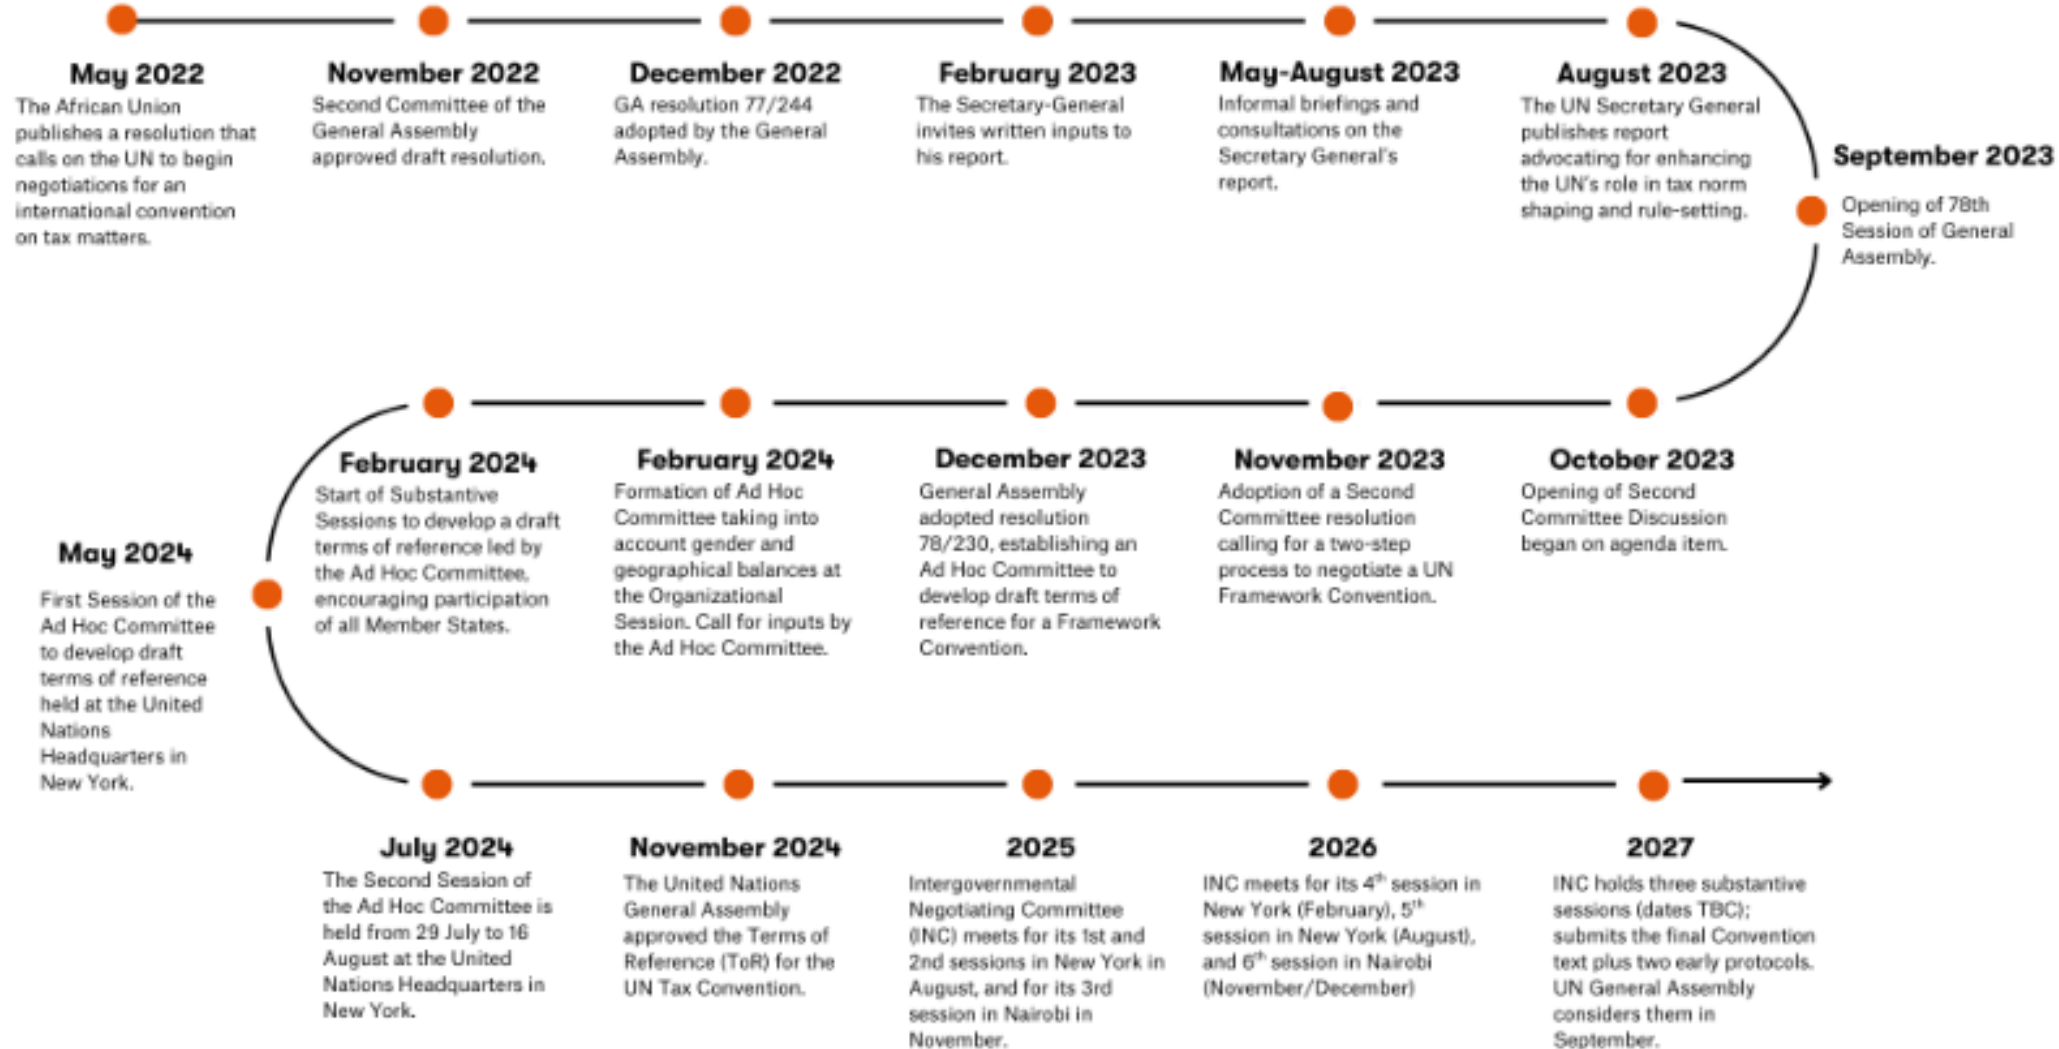 May 2022
The African Union
publishes a resolution that
calls on the UN to begin
negotiations for an
international convention
on tax matters.
November 2022
Second Committee of the
General Assembly
approved draft resolution.
December 2022
GA resolution 77/244
adopted by the General
Assembly.
February 2023
The Secretary-General
invites written inputs to
his report.
May-August 2023
Informal briefings and
consultations on the
Secretary General's
report.
August 2023
The UN Secretary General
publishes report
advocating for enhancing
the UN's role in tax norm
shaping and rule-setting.
September 2023
Opening of 78th
Session of General
Assembly.
October 2023
Opening of Second
Committee Discussion
began on agenda item.
November 2023
Adoption of a Second
Committee resolution
calling for a two-step
process to negotiate a UN
Framework Convention.
December 2023
General Assembly
adopted resolution
78/230, establishing an
Ad Hoc Committee to
develop draft terms of
reference for a Framework
Convention.
February 2024
Formation of Ad Hoc
Committee taking into
account gender and
geographical balances at
the Organizational
Session. Call for inputs by
the Ad Hoc Committee.
February 2024
Start of Substantive
Sessions to develop a draft
terms of reference led by
the Ad Hoc Committee,
encouraging participation
of all Member States.
May 2024
First Session of the
Ad Hoc Committee
to develop draft
terms of reference
held at the United
Nations
Headquarters in
New York.
July 2024
The Second Session of
the Ad Hoc Committee is
held from 29 July to 16
August at the United
Nations Headquarters in
New York.
November 2024
The United Nations
General Assembly
approved the Terms of
Reference (ToR) for the
UN Tax Convention.
2025
Intergovernmental
Negotiating Committee
(INC) meets for its 1st and
2nd sessions in New York in
August, and for its 3rd
session in Nairobi in
November.
2026
INC meets for its 4th session in
New York (February), 5th
session in New York (August),
and 6th session in Nairobi
(November/December)
2027
INC holds three substantive
sessions (dates TBC);
submits the final Convention
text plus two early protocols.
UN General Assembly
considers them in
September.